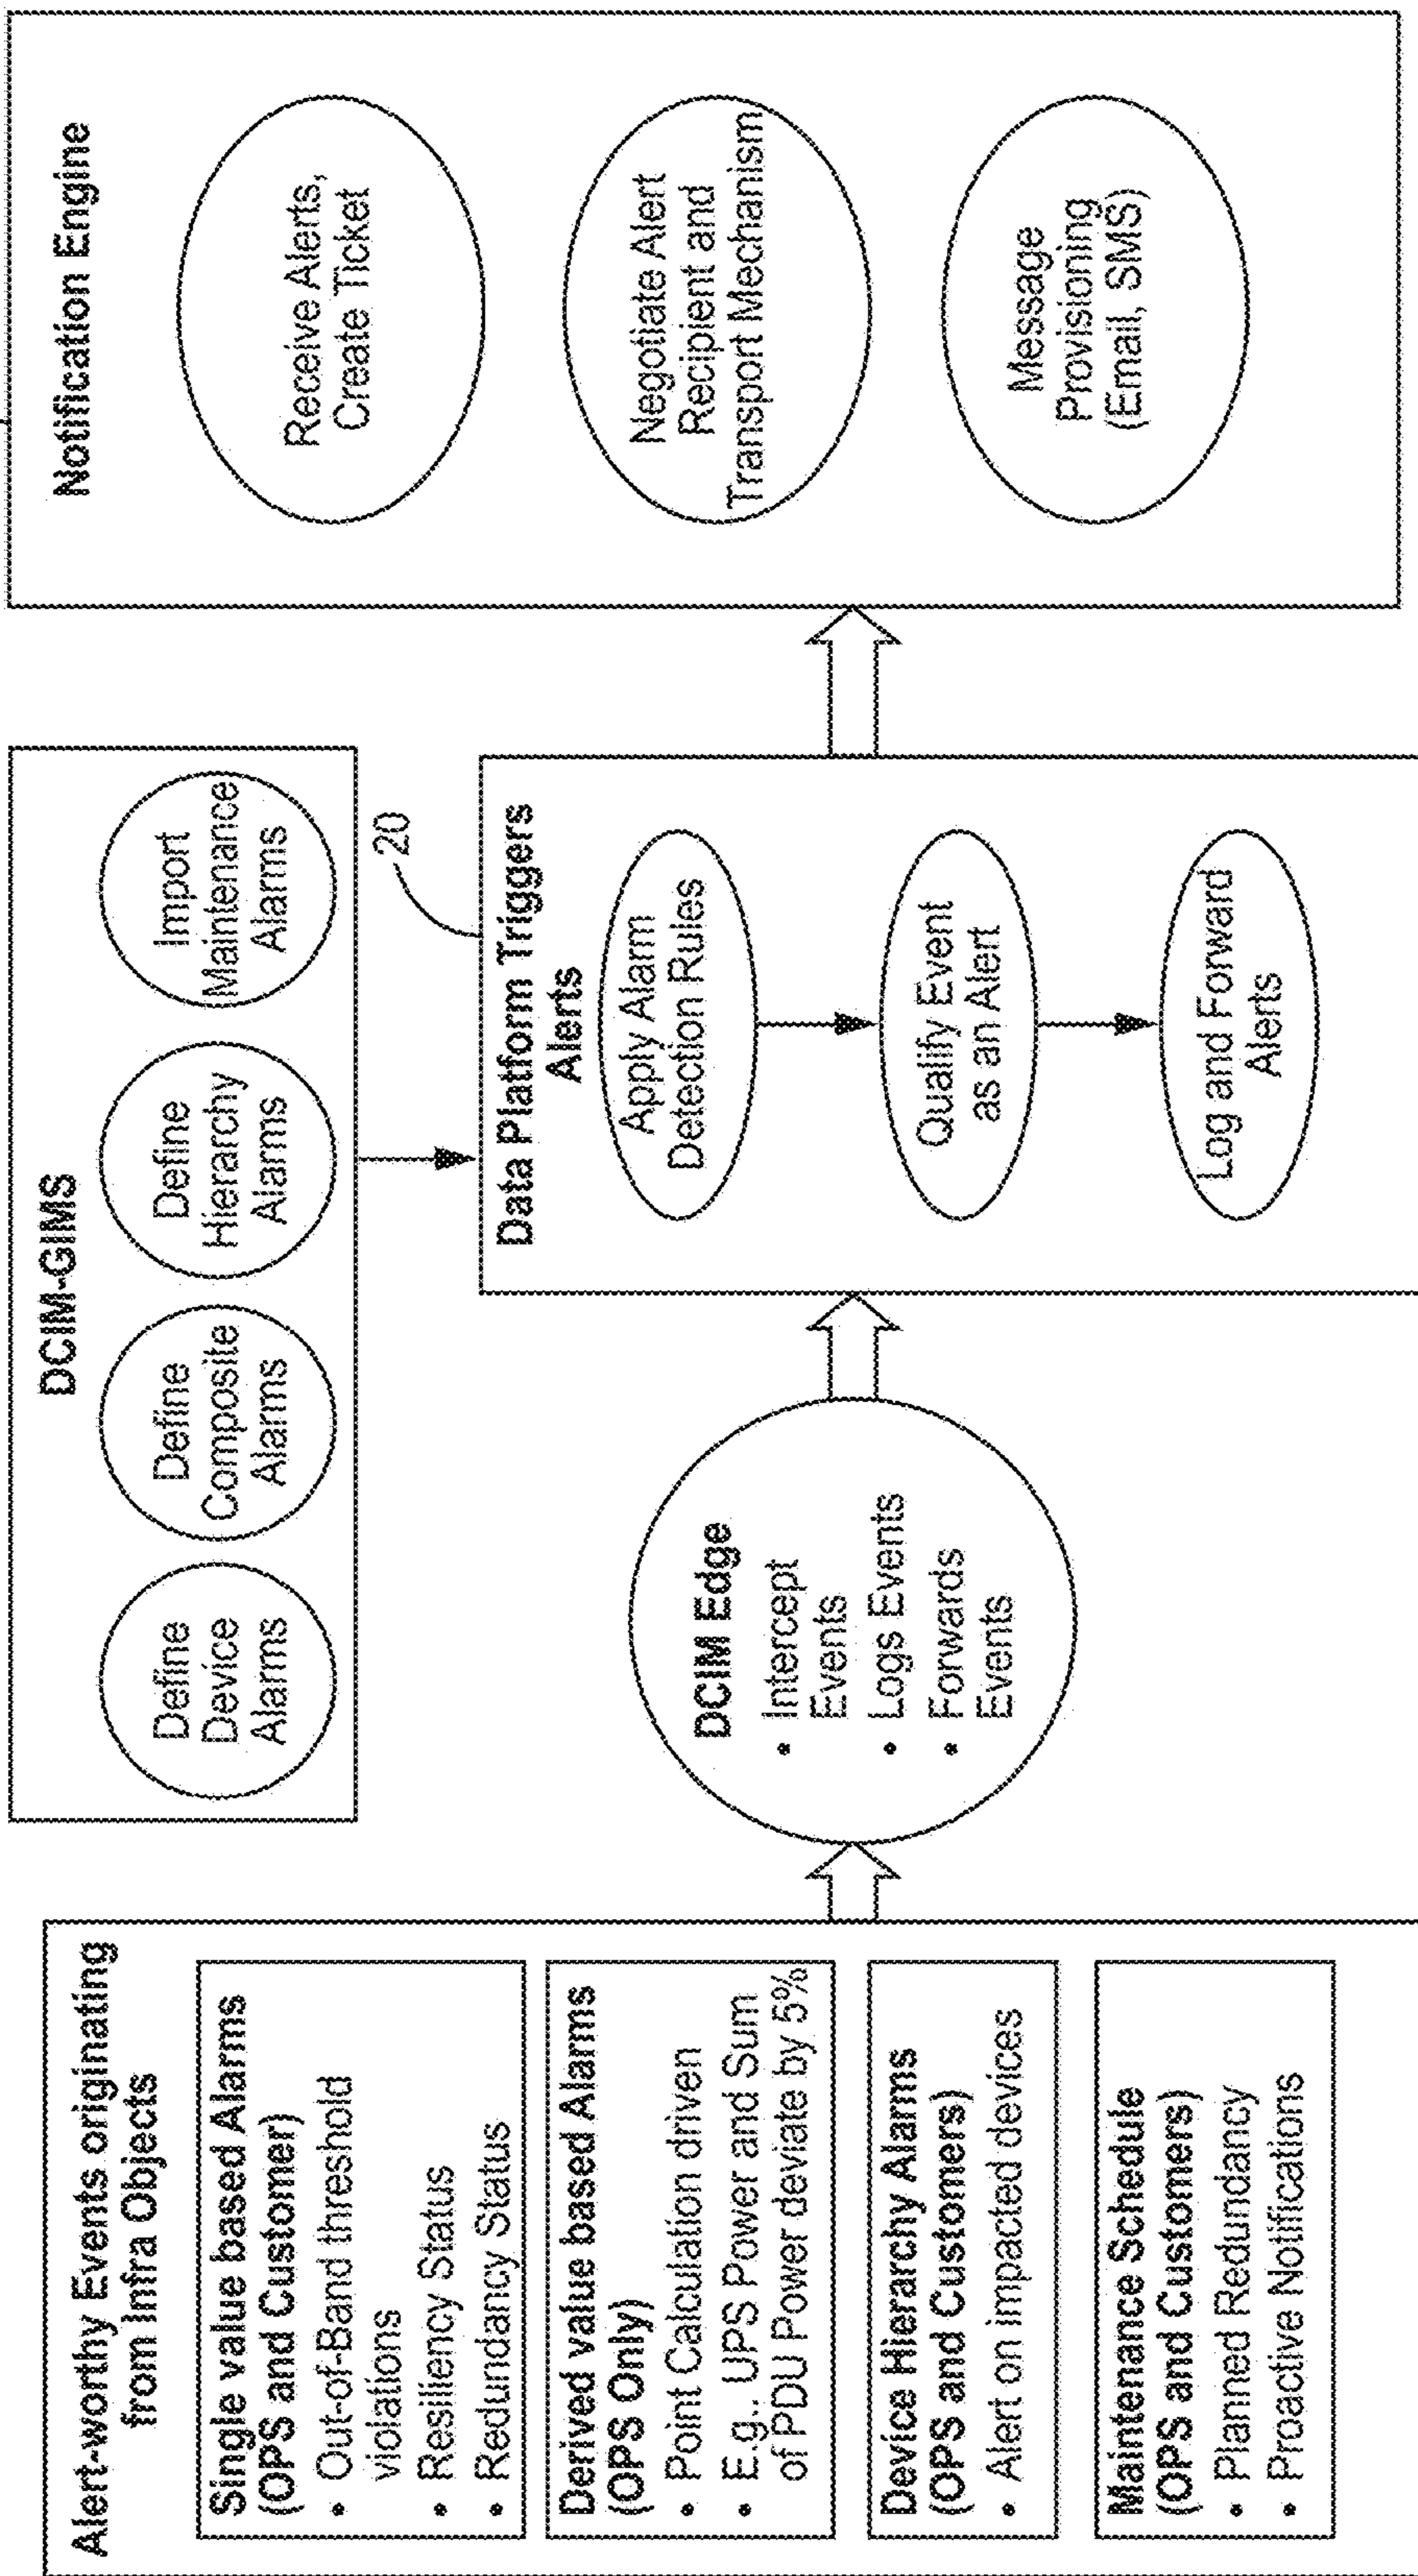 Alert-worthy Events originating
from Infra Objects
Single value based Alarms
(OPS and Customer)
• Out-of-Band threshold
violations
• Resiliency Status
• Redundancy Status
Derived value based Alarms
(OPS Only)
• Point Calculation driven
• E.g.. UPS Power and Sum
of PDU Power deviate by 5%
Device Hierarchy Alarms
(OPS and Customers)
• Alert on impacted devices
Maintenance Schedule
(OPS and Customers)
• Planned Redundancy
• Proactive Notifications
DCIM Edge
• Intercept
Events
• Logs Events
• Forwards
Events
DCIM-GIMS
Define
Device
Alarms
Define
Composite
Alarms
Define
Hierarchy
Alarms
Import
Maintenance
Alarms
20
Data Platform Triggers
Alerts
Apply Alarm
Detection Rules
Qualify Event
as an Alert
Log and Forward
Alerts
Notification Engine
Receive Alerts,
Create Ticket
Negotiate Alert
Recipient and
Transport Mechanism
Message
Provisioning
(Email, SMS)